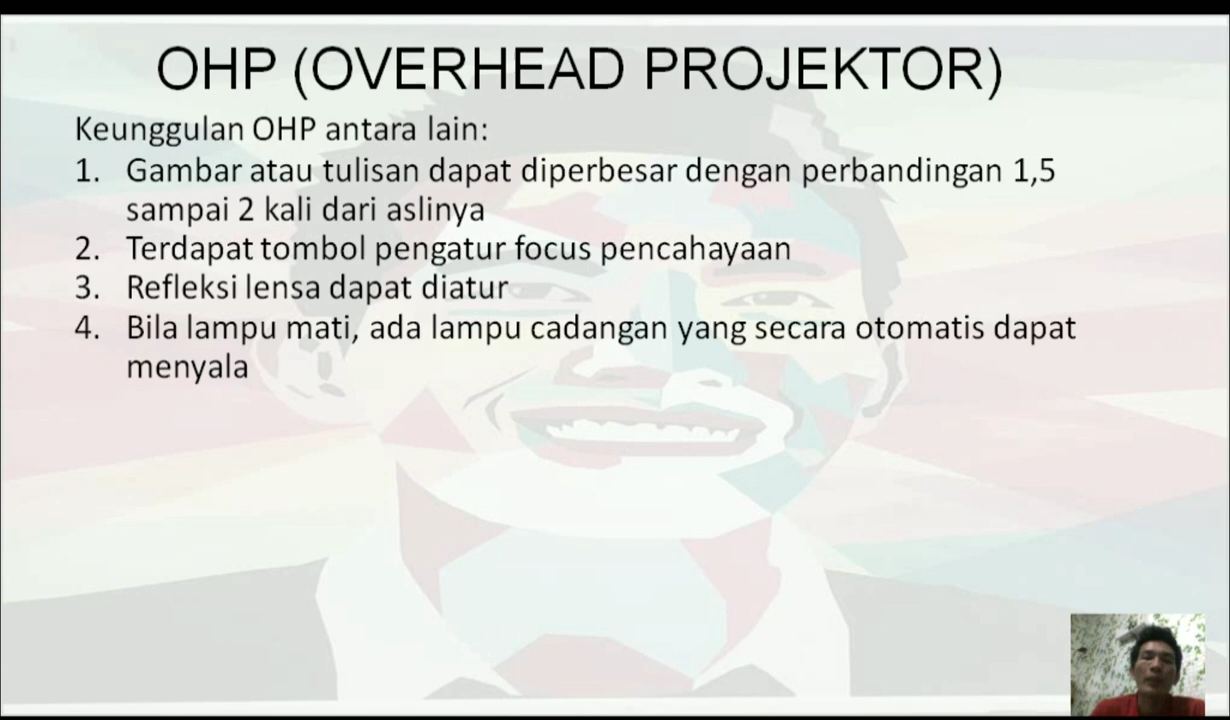 OHP (OVERHEAD PROJEKTOR)
Keunggulan OHP antara lain:
1. Gambar atau tulisan dapat diperbesar dengan perbandingan 1,5
sampai 2 kali dari aslinya
2. Terdapat tombol pengatur focus pencahayaan
3. Refleksi lensa dapat diatur
4. Bila lampu mati, ada lampu cadangan yang secara otomatis dapat
menyala